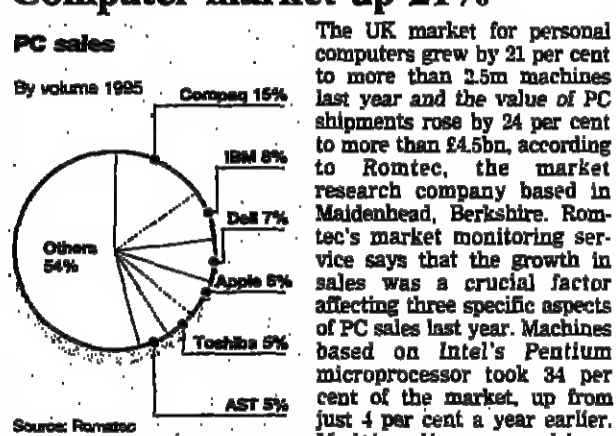 Computer market up 21%
PC sales
By volume 1995
Compaq 15%
IBM 8%
Dell 7%
Apple 6%
Toshiba 5%
AST 5%
Others
54%
Source: Romtec
The UK market for personal
computers grew by 21 per cent
to more than 2.5m machines
last year and the value of PC
shipments rose by 24 per cent
to more than £4.5bn, according
to Romtec, the market
research company based in
Maidenhead, Berkshire. Rom-
tec's market monitoring ser-
vice says that the growth in
sales was a crucial factor
affecting three specific aspects
of PC sales last year. Machines
based on Intel's Pentium
microprocessor took 34 per
cent of the market, up from
just 4 per cent a year earlier.